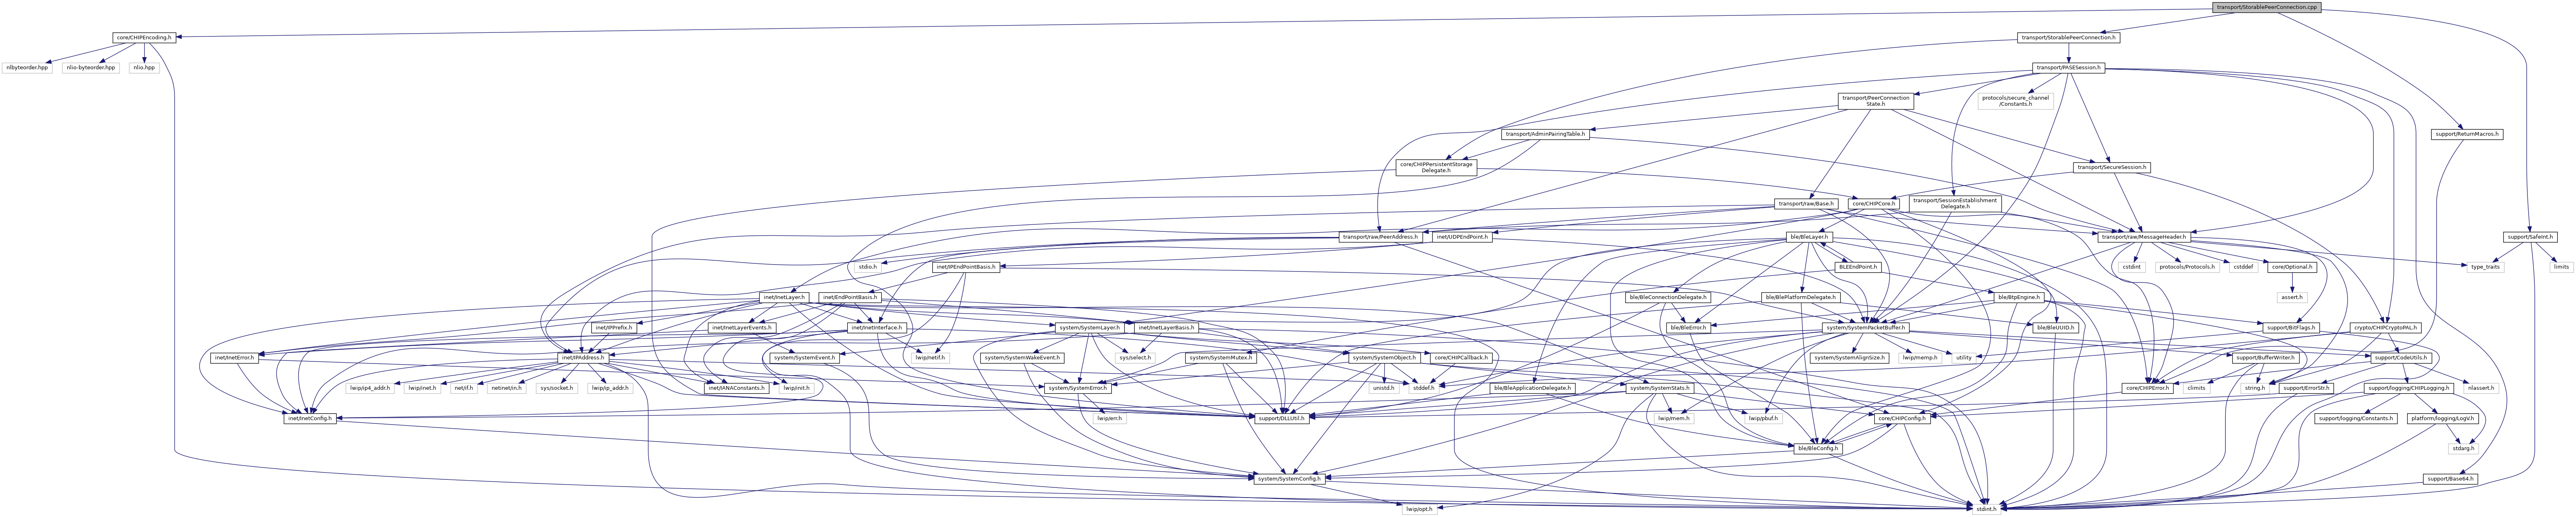 transport/StorablePeerConnection.cpp
core/CHIPEncoding.h
transport/StorablePeerConnection.h
nlbyteorder.hpp
nlio-byteorder.hpp
nlio.hpp
transport/PASESession.h
transport/PeerConnection
State.h
protocols/secure_channel
/Constants.h
transport/AdminPairingTable.h
support/ReturnMacros.h
core/CHIPPersistentStorage
Delegate.h
transport/SecureSession.h
transport/raw/Base.h
core/CHIPCore.h
transport/SessionEstablishment
Delegate.h
transport/raw/PeerAddress.h
inet/UDPEndPoint.h
ble/BleLayer.h
transport/raw/MessageHeader.h
support/SafeInt.h
stdio.h
inet/IPEndPointBasis.h
BLEEndPoint.h
cstdint
protocols/Protocols.h
cstddef
core/Optional.h
type_traits
limits
inet/InetLayer.h
inet/EndPointBasis.h
ble/BleConnectionDelegate.h
ble/BlePlatformDelegate.h
ble/BtpEngine.h
assert.h
inet/IPPrefix.h
inet/InetLayerEvents.h
inet/InetInterface.h
lwip/netif.h
system/SystemLayer.h
inet/InetLayerBasis.h
ble/BleError.h
system/SystemPacketBuffer.h
ble/BleUUID.h
support/BitFlags.h
crypto/CHIPCryptoPAL.h
inet/InetError.h
inet/IPAddress.h
system/SystemEvent.h
system/SystemWakeEvent.h
sys/select.h
system/SystemMutex.h
system/SystemObject.h
core/CHIPCallback.h
system/SystemAlignSize.h
lwip/memp.h
utility
support/BufferWriter.h
support/CodeUtils.h
lwip/ip4_addr.h
lwip/inet.h
net/if.h
netinet/in.h
sys/socket.h
lwip/ip_addr.h
inet/IANAConstants.h
lwip/init.h
system/SystemError.h
unistd.h
stddef.h
ble/BleApplicationDelegate.h
system/SystemStats.h
core/CHIPError.h
climits
string.h
support/ErrorStr.h
support/logging/CHIPLogging.h
nlassert.h
inet/InetConfig.h
lwip/err.h
support/DLLUtil.h
lwip/mem.h
lwip/pbuf.h
core/CHIPConfig.h
support/logging/Constants.h
platform/logging/LogV.h
ble/BleConfig.h
stdarg.h
system/SystemConfig.h
support/Base64.h
lwip/opt.h
stdint.h